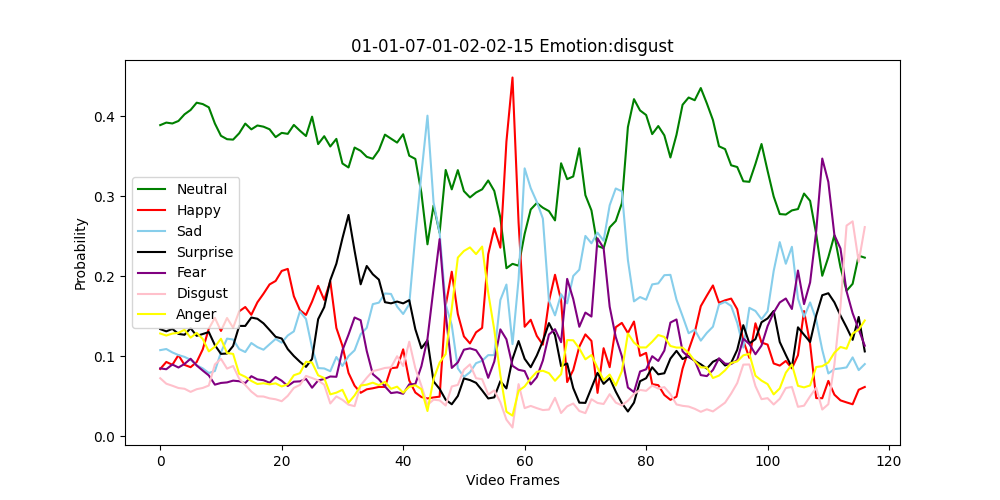 01-01-07-01-02-02-15 Emotion:disgust
Probability
0.4
0.3
0.2
0.1
0.0
Neutral
Happy
Sad
Surprise
Fear
Disgust
Anger
0 20 40 60 80 100 120
Video Frames